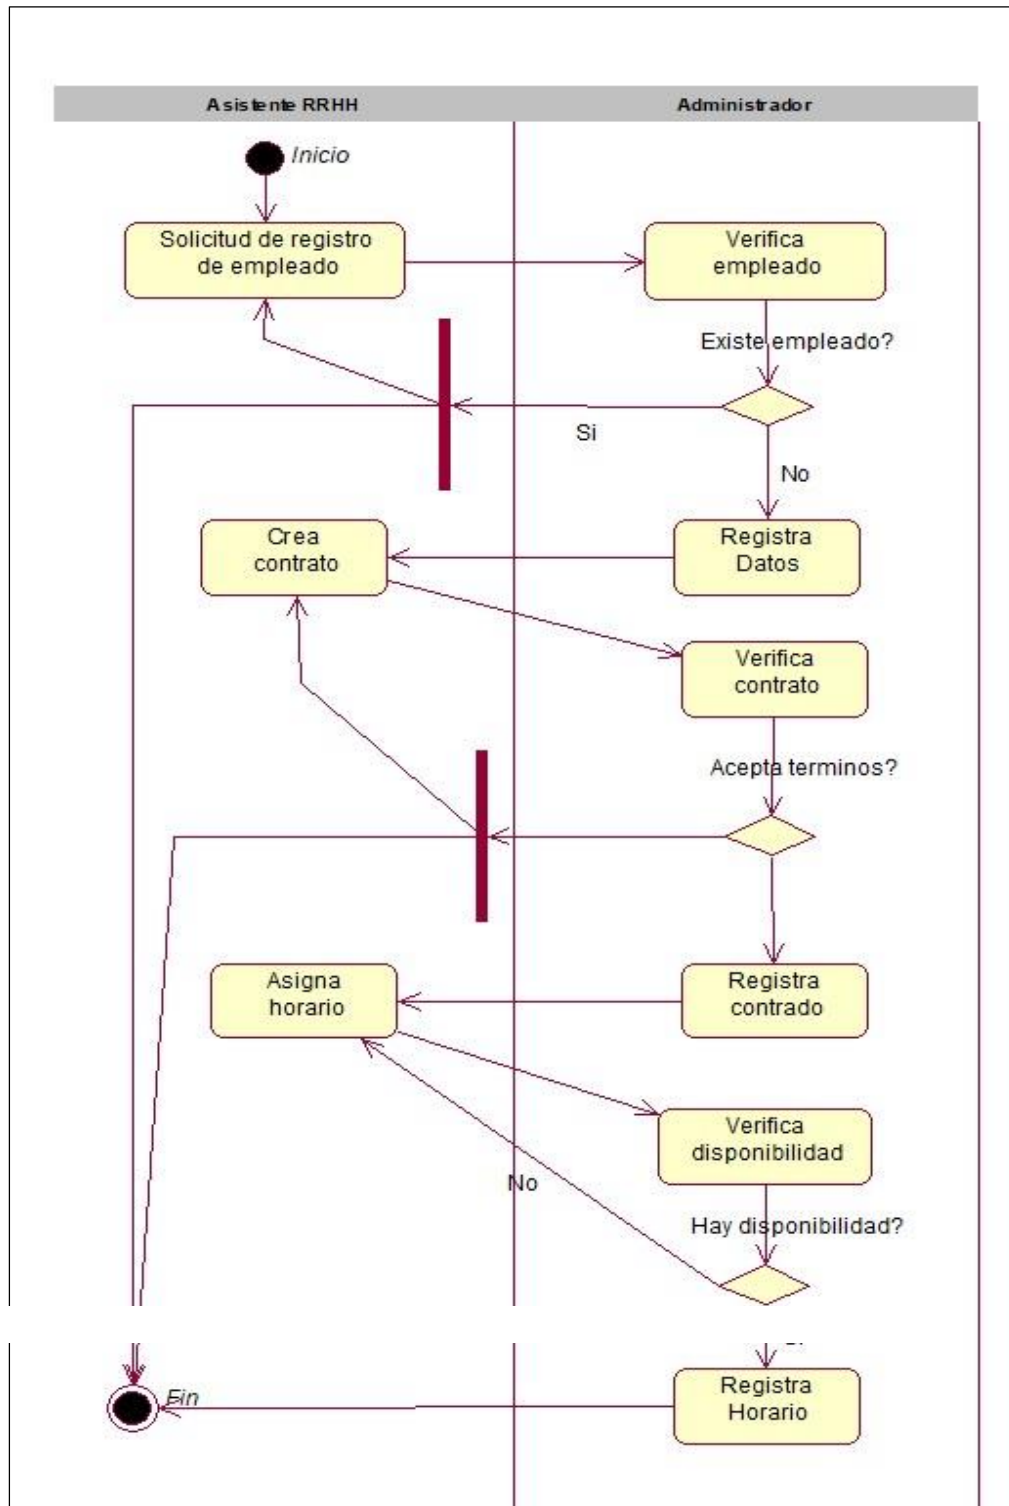 Asistente RRHH
Administrador
Inicio
Solicitud de registro
de empleado
Verifica
empleado
Existe empleado?
Si
No
Crea
contrato
Registra
Datos
Verifica
contrato
Acepta terminos?
Asigna
horario
Registra
contrado
Verifica
disponibilidad
No
Hay disponibilidad?
Fin
Registra
Horario